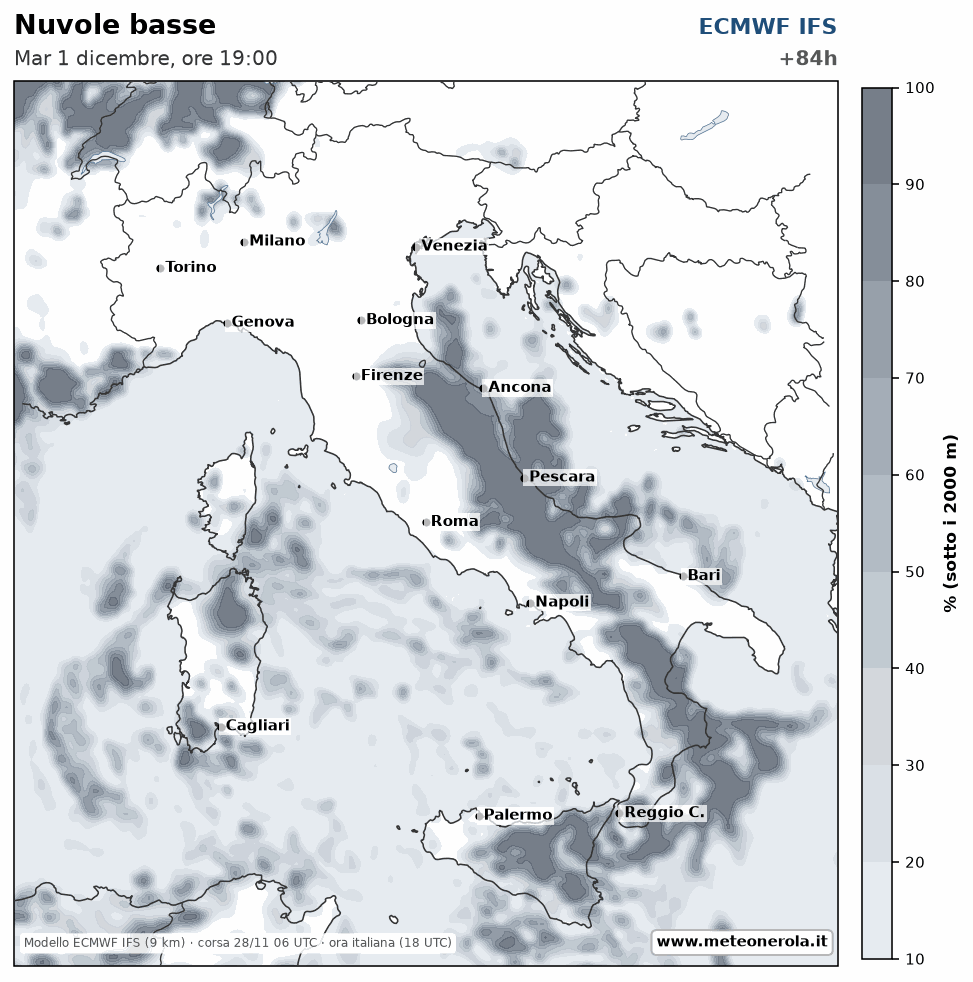 Nuvole basse
ECMWF IFS
Mar 1 dicembre, ore 19:00
+84h
100
90
80
70
60
50
40
30
20
10
% (sotto i 2000 m)
Milano
Venezia
Torino
Genova
Bologna
Firenze
Ancona
Pescara
Roma
Bari
Napoli
Cagliari
Palermo
Reggio C.
Modello ECMWF IFS (9 km) · corsa 28/11 06 UTC · ora italiana (18 UTC)
www.meteonerola.it